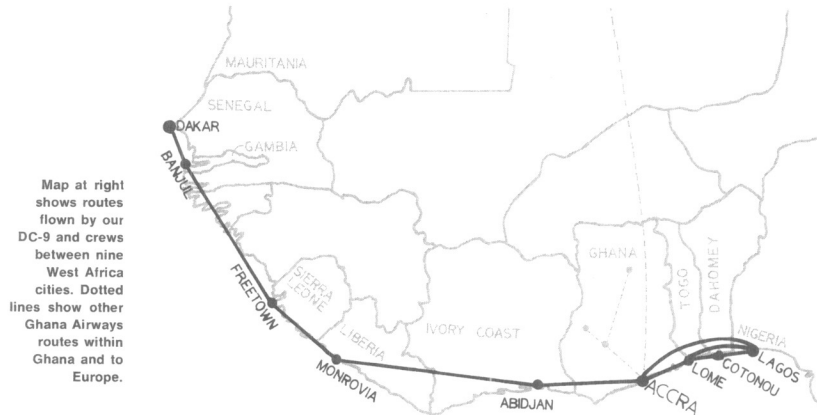 Map at right
shows routes
flown by our
DC-9 and crews
between nine
West Africa
cities. Dotted
lines show other
Ghana Airways
routes within
Ghana and to
Europe.
MAURITANIA
SENEGAL
DAKAR
GAMBIA
BANJUL
FREETOWN
SIERRA
LEONE
LIBERIA
MONROVIA
IVORY COAST
ABIDJAN
GHANA
ACCRA
TOGO
LOME
DAHOMEY
COTONOU
NIGERIA
LAGOS